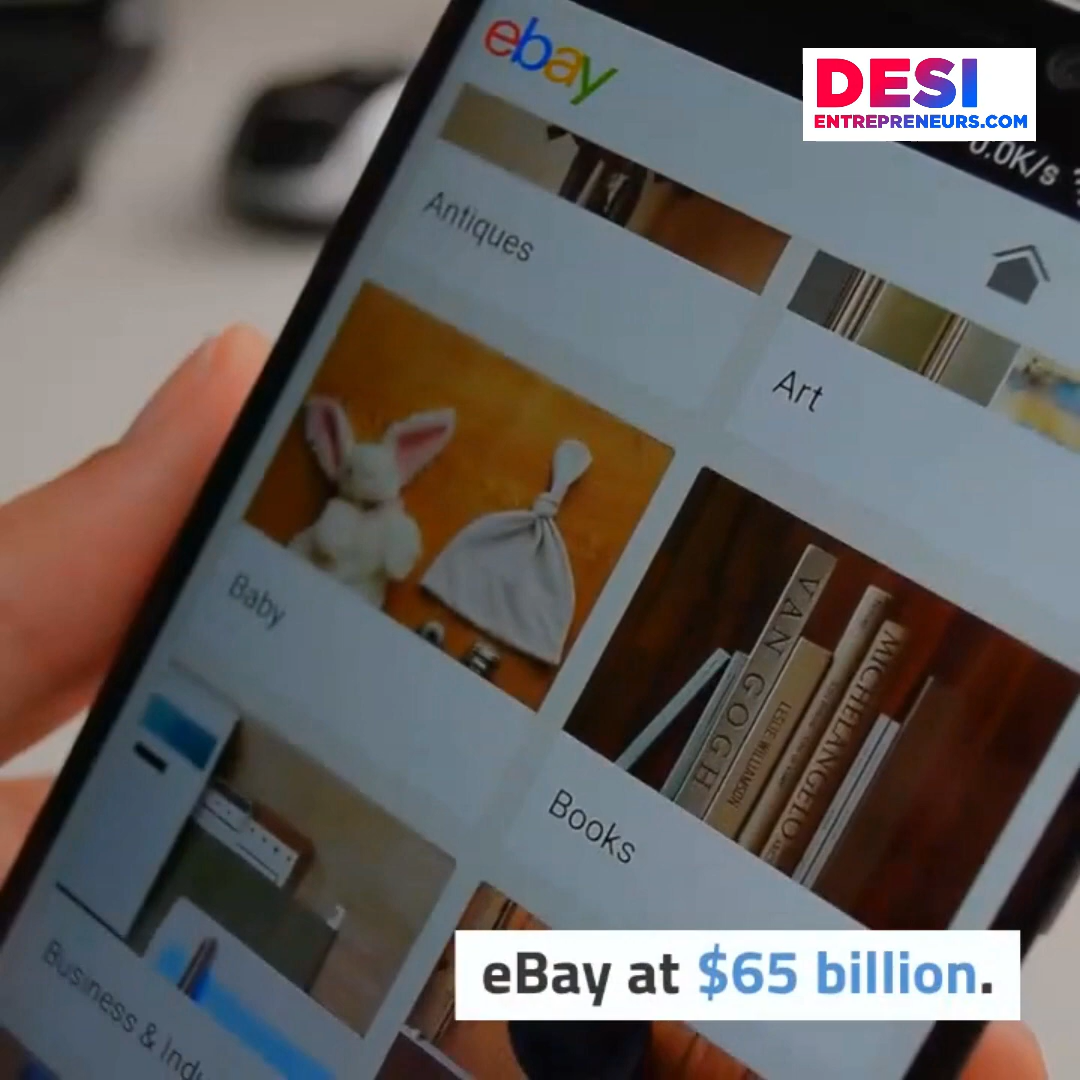 ebay
DESI
ENTREPRENEURS.COM
0.0K/s
Antiques
Art
Baby
VAN GOGH
LESLIE WILLIAMSON
MICHELANGELO
Books
Business &
eBay at $65 billion.